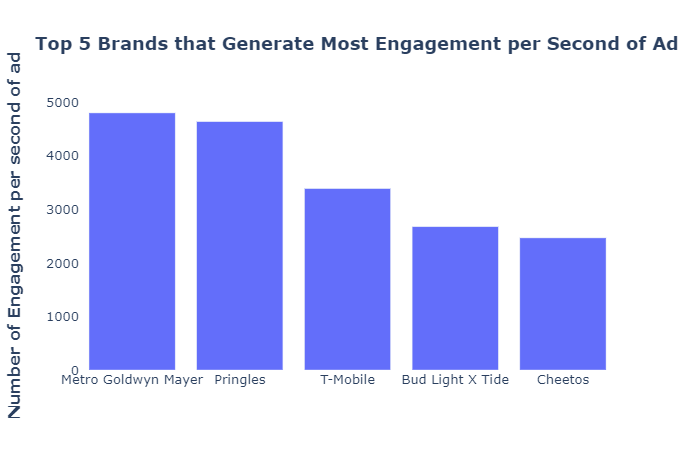 Top 5 Brands that Generate Most Engagement per Second of Ad
Number of Engagement per second of ad
5000
4000
3000
2000
1000
0
Metro Goldwyn Mayer
Pringles
T-Mobile
Bud Light X Tide
Cheetos